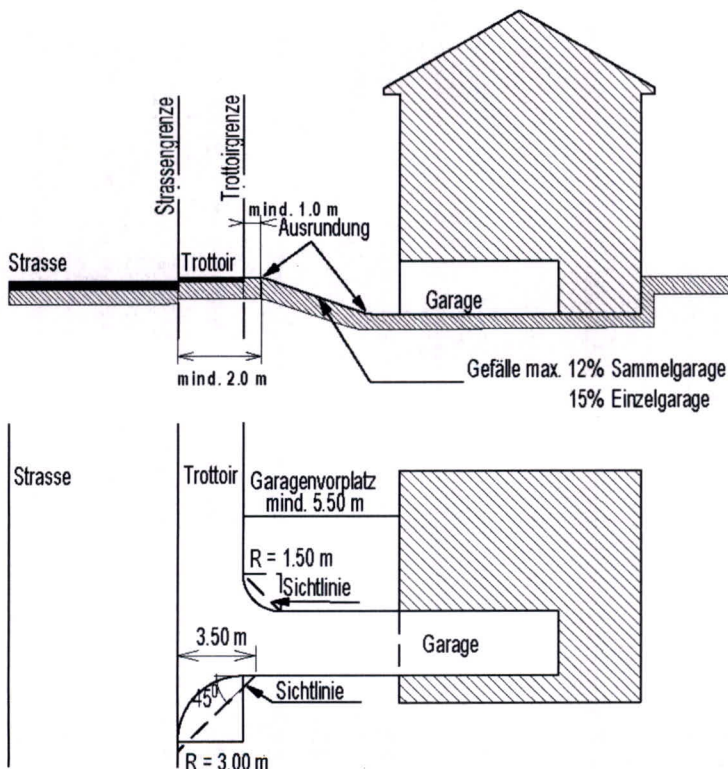 Strassengrenze
Trottoirgrenze
mind. 1.0 m
Ausrundung
Strasse
Trottoir
Garage
mind. 2.0 m
Gefälle max. 12% Sammelgarage
15% Einzelgarage
Strasse
Trottoir
Garagenvorplatz
mind. 5.50 m
R = 1.50 m
Sichtlinie
3.50 m
Garage
45⁰
Sichtlinie
R = 3.00 m